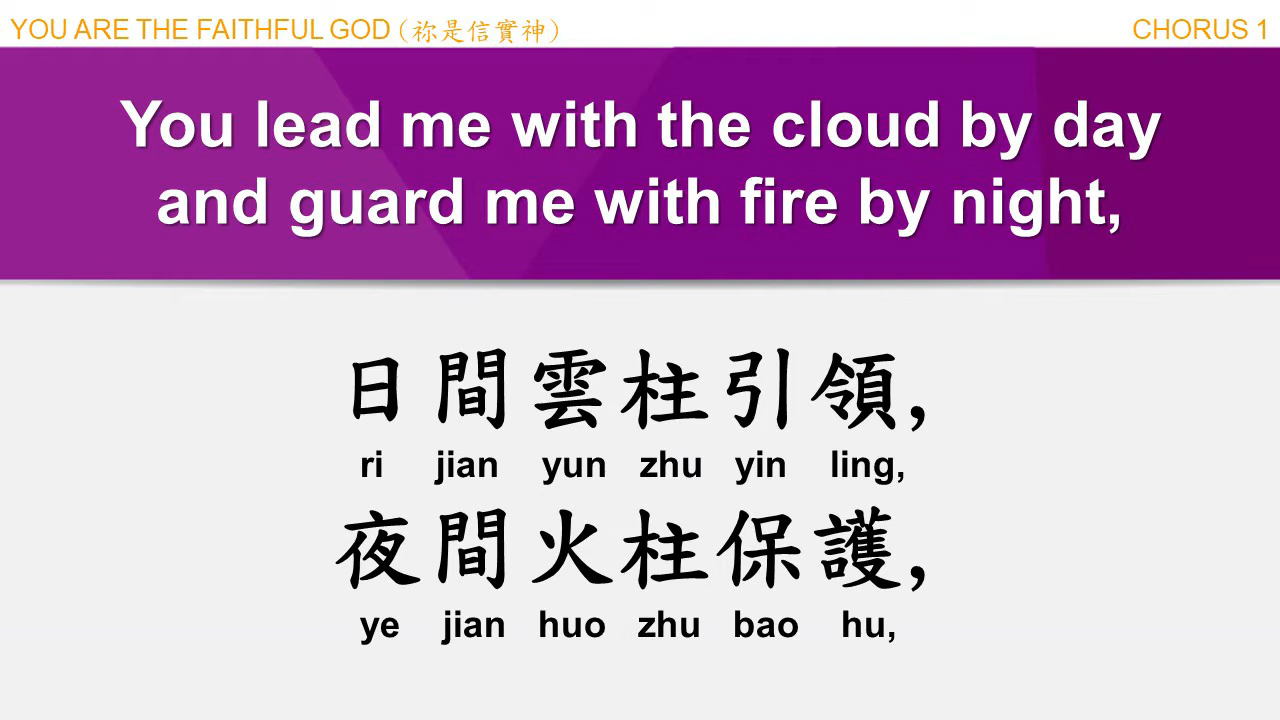 YOU ARE THE FAITHFUL GOD (祢是信實神)
CHORUS 1
You lead me with the cloud by day
and guard me with fire by night,
日間雲柱引領,
ri jian yun zhu yin ling,
夜間火柱保護,
ye jian huo zhu bao hu,